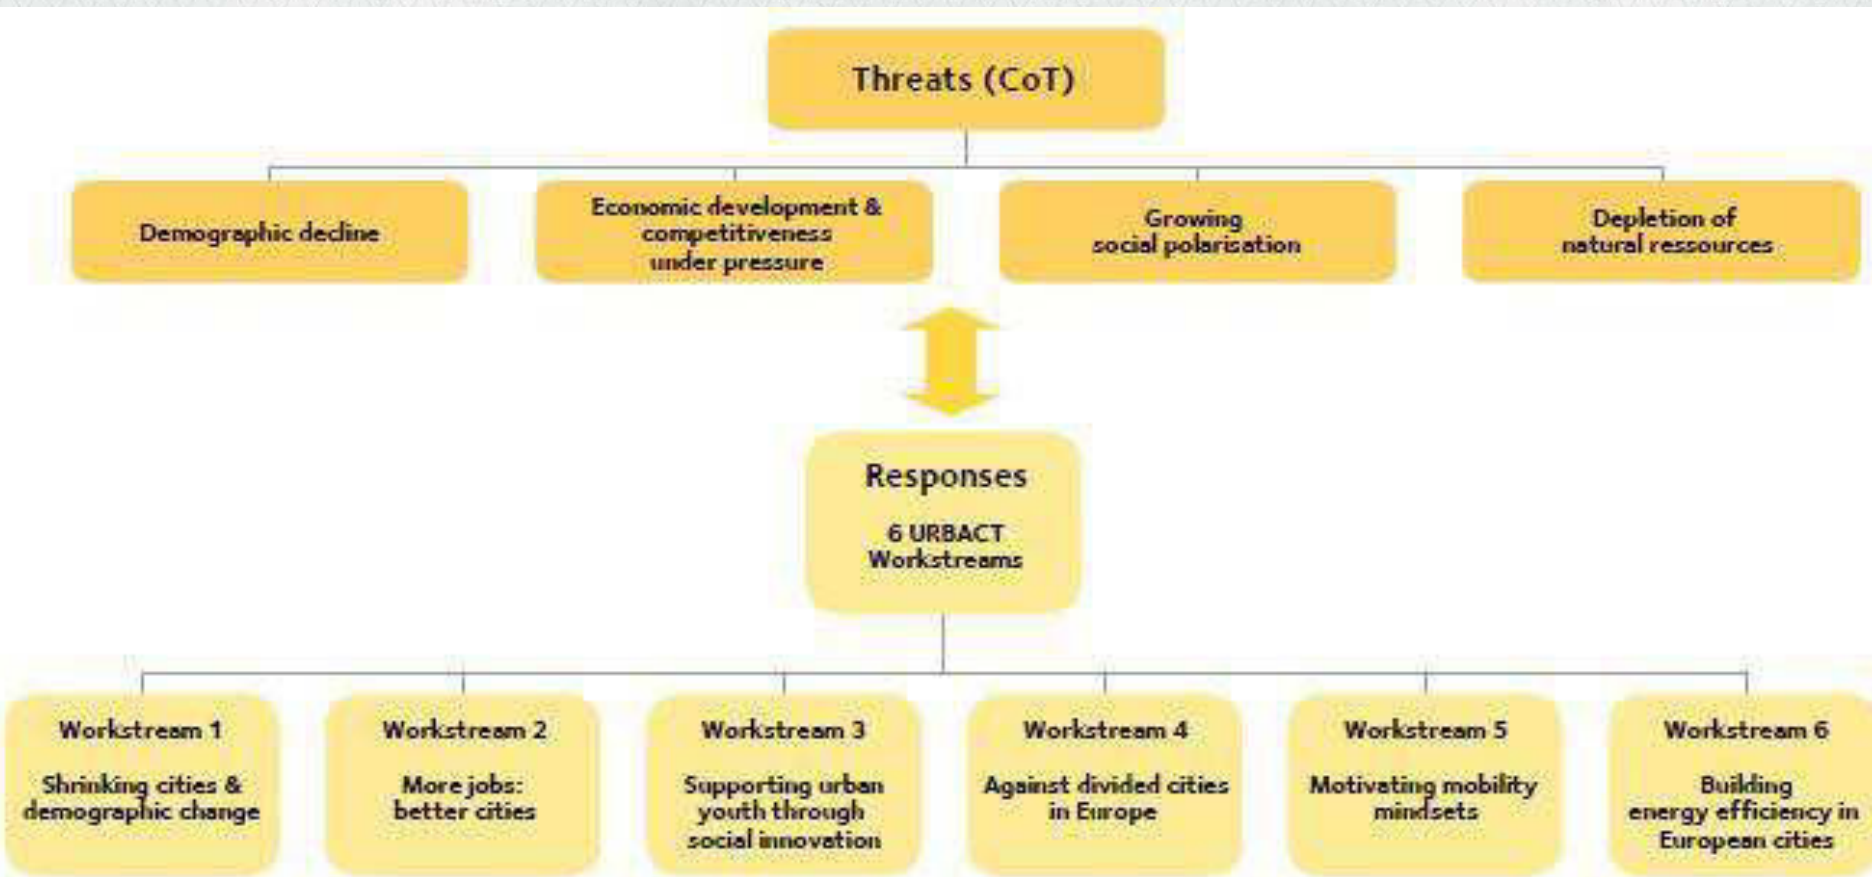 Threats (CoT)
Demographic decline
Economic development &
competitiveness
under pressure
Growing
social polarisation
Depletion of
natural ressources
Responses
6 URBACT
Workstreams
Workstream 1
Shrinking cities &
demographic change
Workstream 2
More jobs:
better cities
Workstream 3
Supporting urban
youth through
social innovation
Workstream 4
Against divided cities
in Europe
Workstream 5
Motivating mobility
mindsets
Workstream 6
Building
energy efficiency in
European cities